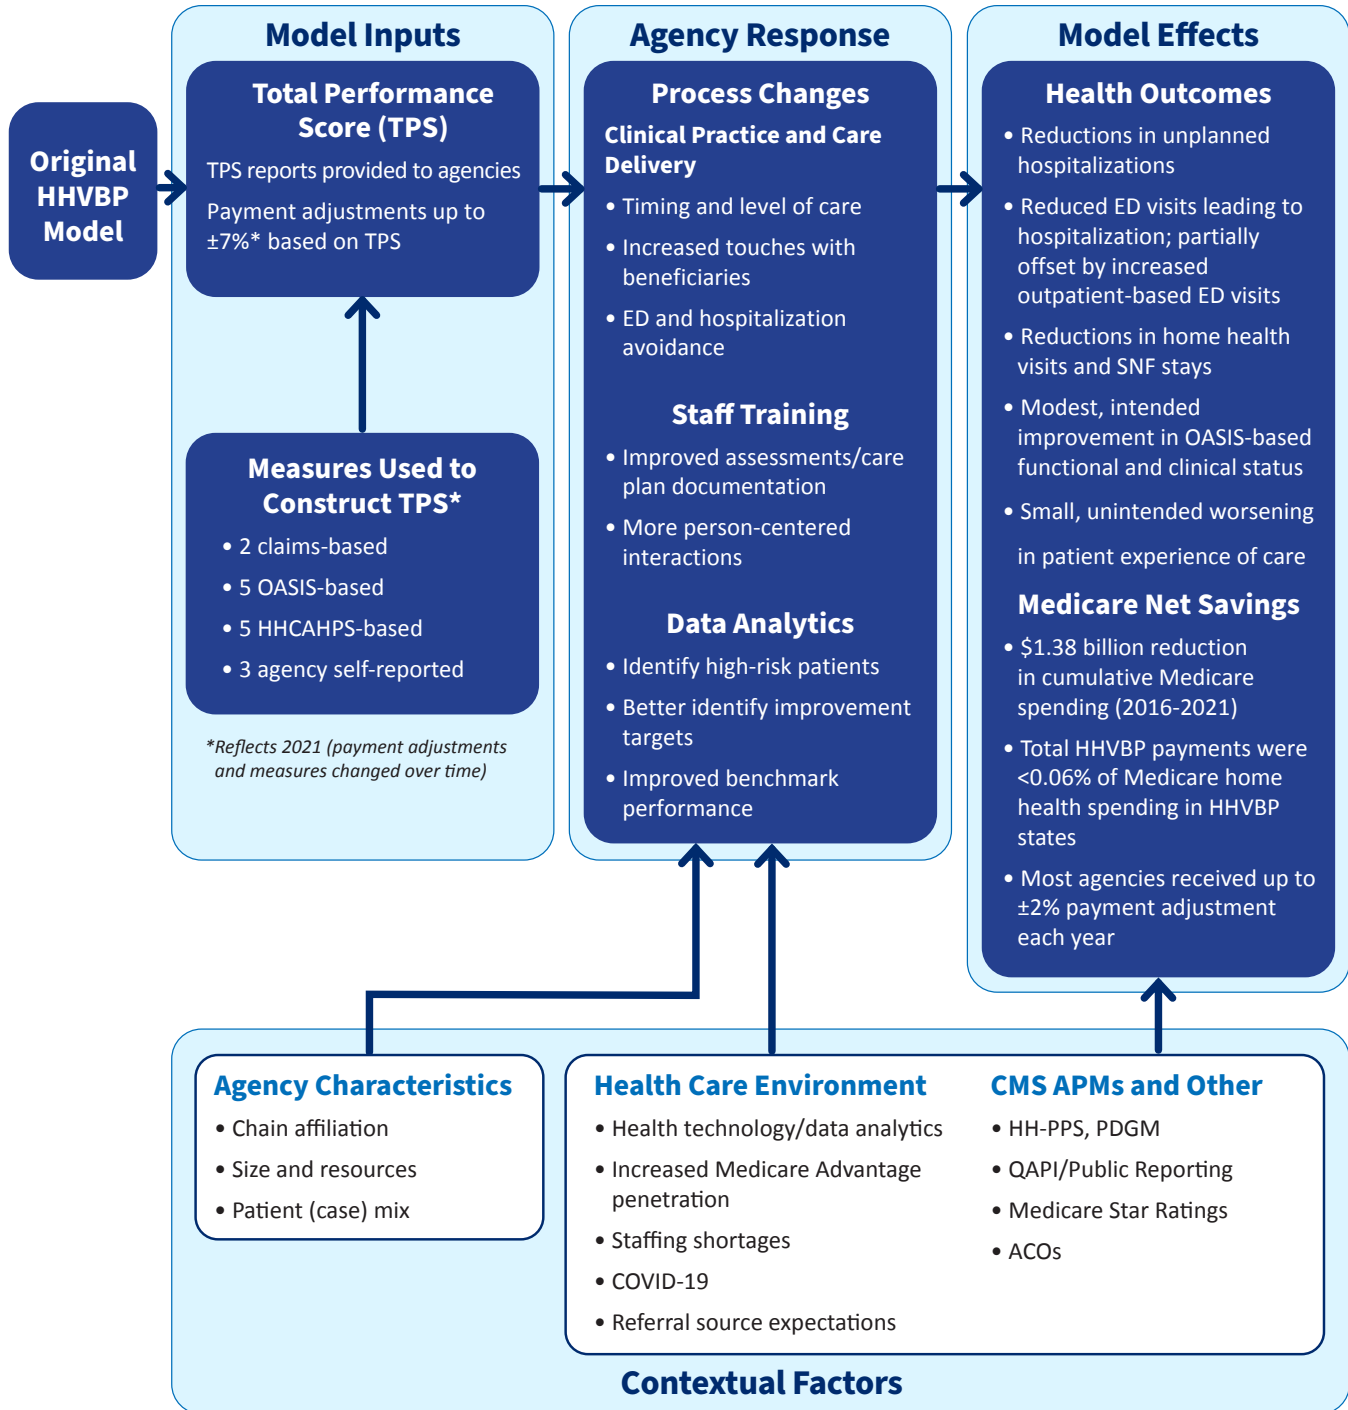 Original
HHVBP
Model
Model Inputs
Total Performance
Score (TPS)
TPS reports provided to agencies
Payment adjustments up to
±7%* based on TPS
Measures Used to
Construct TPS*
• 2 claims-based
• 5 OASIS-based
• 5 HHCAHPS-based
• 3 agency self-reported
*Reflects 2021 (payment adjustments
and measures changed over time)
Agency Response
Process Changes
Clinical Practice and Care
Delivery
• Timing and level of care
• Increased touches with
beneficiaries
• ED and hospitalization
avoidance
Staff Training
• Improved assessments/care
plan documentation
• More person-centered
interactions
Data Analytics
• Identify high-risk patients
• Better identify improvement
targets
• Improved benchmark
performance
Model Effects
Health Outcomes
• Reductions in unplanned
hospitalizations
• Reduced ED visits leading to
hospitalization; partially
offset by increased
outpatient-based ED visits
• Reductions in home health
visits and SNF stays
• Modest, intended
improvement in OASIS-based
functional and clinical status
• Small, unintended worsening
in patient experience of care
Medicare Net Savings
• $1.38 billion reduction
in cumulative Medicare
spending (2016-2021)
• Total HHVBP payments were
<0.06% of Medicare home
health spending in HHVBP
states
• Most agencies received up to
±2% payment adjustment
each year
Agency Characteristics
• Chain affiliation
• Size and resources
• Patient (case) mix
Health Care Environment
• Health technology/data analytics
• Increased Medicare Advantage
penetration
• Staffing shortages
• COVID-19
• Referral source expectations
CMS APMs and Other
• HH-PPS, PDGM
• QAPI/Public Reporting
• Medicare Star Ratings
• ACOs
Contextual Factors